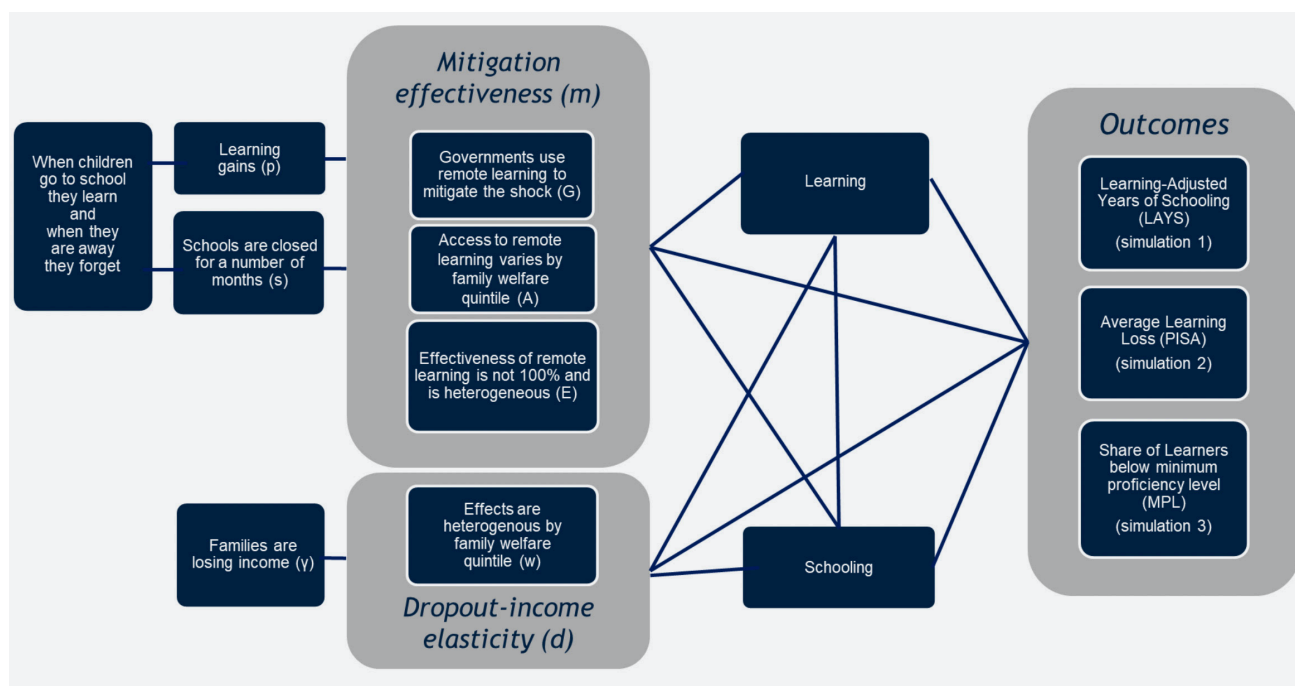 When children
go to school
they learn
and
when they
are away
they forget
Learning
gains (p)
Schools are closed
for a number of
months (s)
Mitigation
effectiveness (m)
Governments use
remote learning to
mitigate the shock (G)
Access to remote
learning varies by
family welfare
quintile (A)
Effectiveness of remote
learning is not 100% and
is heterogeneous (E)
Families are
losing income (γ)
Effects are
heterogenous by
family welfare
quintile (w)
Dropout-income
elasticity (d)
Learning
Schooling
Outcomes
Learning-Adjusted
Years of Schooling
(LAYS)
(simulation 1)
Average Learning
Loss (PISA)
(simulation 2)
Share of Learners
below minimum
proficiency level
(MPL)
(simulation 3)